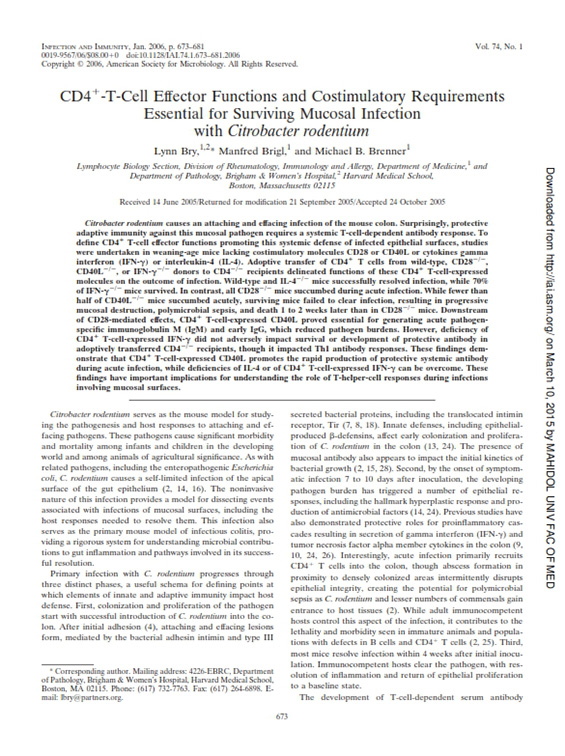 INFECTION AND IMMUNITY, Jan. 2006, p. 673–681
Vol. 74, No. 1
0019-9567/06/$08.00+0 doi:10.1128/IAI.74.1.673–681.2006
Copyright © 2006, American Society for Microbiology. All Rights Reserved.
CD4⁺-T-Cell Effector Functions and Costimulatory Requirements
Essential for Surviving Mucosal Infection
with Citrobacter rodentium
Lynn Bry,¹,²* Manfred Brigl,¹ and Michael B. Brenner¹
Lymphocyte Biology Section, Division of Rheumatology, Immunology and Allergy, Department of Medicine,¹ and
Department of Pathology, Brigham & Women's Hospital,² Harvard Medical School,
Boston, Massachusetts 02115
Received 14 June 2005/Returned for modification 21 September 2005/Accepted 24 October 2005
Citrobacter rodentium causes an attaching and effacing infection of the mouse colon. Surprisingly, protective
adaptive immunity against this mucosal pathogen requires a systemic T-cell-dependent antibody response. To
define CD4⁺ T-cell effector functions promoting this systemic defense of infected epithelial surfaces, studies
were undertaken in weaning-age mice lacking costimulatory molecules CD28 or CD40L or cytokines gamma
interferon (IFN-γ) or interleukin-4 (IL-4). Adoptive transfer of CD4⁺ T cells from wild-type, CD28⁻/⁻,
CD40L⁻/⁻, or IFN-γ⁻/⁻ donors to CD4⁻/⁻ recipients delineated functions of these CD4⁺ T-cell-expressed
molecules on the outcome of infection. Wild-type and IL-4⁻/⁻ mice successfully resolved infection, while 70%
of IFN-γ⁻/⁻ mice survived. In contrast, all CD28⁻/⁻ mice succumbed during acute infection. While fewer than
half of CD40L⁻/⁻ mice succumbed acutely, surviving mice failed to clear infection, resulting in progressive
mucosal destruction, polymicrobial sepsis, and death 1 to 2 weeks later than in CD28⁻/⁻ mice. Downstream
of CD28-mediated effects, CD4⁺ T-cell-expressed CD40L proved essential for generating acute pathogen-
specific immunoglobulin M (IgM) and early IgG, which reduced pathogen burdens. However, deficiency of
CD4⁺ T-cell-expressed IFN-γ did not adversely impact survival or development of protective antibody in
adoptively transferred CD4⁻/⁻ recipients, though it impacted Th1 antibody responses. These findings dem-
onstrate that CD4⁺ T-cell-expressed CD40L promotes the rapid production of protective systemic antibody
during acute infection, while deficiencies of IL-4 or of CD4⁺ T-cell-expressed IFN-γ can be overcome. These
findings have important implications for understanding the role of T-helper-cell responses during infections
involving mucosal surfaces.
Citrobacter rodentium serves as the mouse model for study-
ing the pathogenesis and host responses to attaching and ef-
facing pathogens. These pathogens cause significant morbidity
and mortality among infants and children in the developing
world and among animals of agricultural significance. As with
related pathogens, including the enteropathogenic Escherichia
coli, C. rodentium causes a self-limited infection of the apical
surface of the gut epithelium (2, 14, 16). The noninvasive
nature of this infection provides a model for dissecting events
associated with infections of mucosal surfaces, including the
host responses needed to resolve them. This infection also
serves as the primary mouse model of infectious colitis, pro-
viding a rigorous system for understanding microbial contribu-
tions to gut inflammation and pathways involved in its success-
ful resolution.
Primary infection with C. rodentium progresses through
three distinct phases, a useful schema for defining points at
which elements of innate and adaptive immunity impact host
defense. First, colonization and proliferation of the pathogen
start with successful introduction of C. rodentium into the co-
lon. After initial adhesion (4), attaching and effacing lesions
form, mediated by the bacterial adhesin intimin and type III
* Corresponding author. Mailing address: 4226-EBRC, Department
of Pathology, Brigham & Women's Hospital, Harvard Medical School,
Boston, MA 02115. Phone: (617) 732-7763. Fax: (617) 264-6898. E-
mail: lbry@partners.org.
secreted bacterial proteins, including the translocated intimin
receptor, Tir (7, 8, 18). Innate defenses, including epithelial-
produced β-defensins, affect early colonization and prolifera-
tion of C. rodentium in the colon (13, 24). The presence of
mucosal antibody also appears to impact the initial kinetics of
bacterial growth (2, 15, 28). Second, by the onset of symptom-
atic infection 7 to 10 days after inoculation, the developing
pathogen burden has triggered a number of epithelial re-
sponses, including the hallmark hyperplastic response and pro-
duction of antimicrobial factors (14, 24). Previous studies have
also demonstrated protective roles for proinflammatory cas-
cades resulting in secretion of gamma interferon (IFN-γ) and
tumor necrosis factor alpha member cytokines in the colon (9,
10, 24, 26). Interestingly, acute infection primarily recruits
CD4⁺ T cells into the colon, though abscess formation in
proximity to densely colonized areas intermittently disrupts
epithelial integrity, creating the potential for polymicrobial
sepsis as C. rodentium and lesser numbers of commensals gain
entrance to host tissues (2). While adult immunocompetent
hosts control this aspect of the infection, it contributes to the
lethality and morbidity seen in immature animals and popula-
tions with defects in B cells and CD4⁺ T cells (2, 25). Third,
most mice resolve infection within 4 weeks after initial inocu-
lation. Immunocompetent hosts clear the pathogen, with res-
olution of inflammation and return of epithelial proliferation
to a baseline state.
The development of T-cell-dependent serum antibody
673
Downloaded from http://iai.asm.org/ on March 10, 2015 by MAHIDOL UNIV FAC OF MED